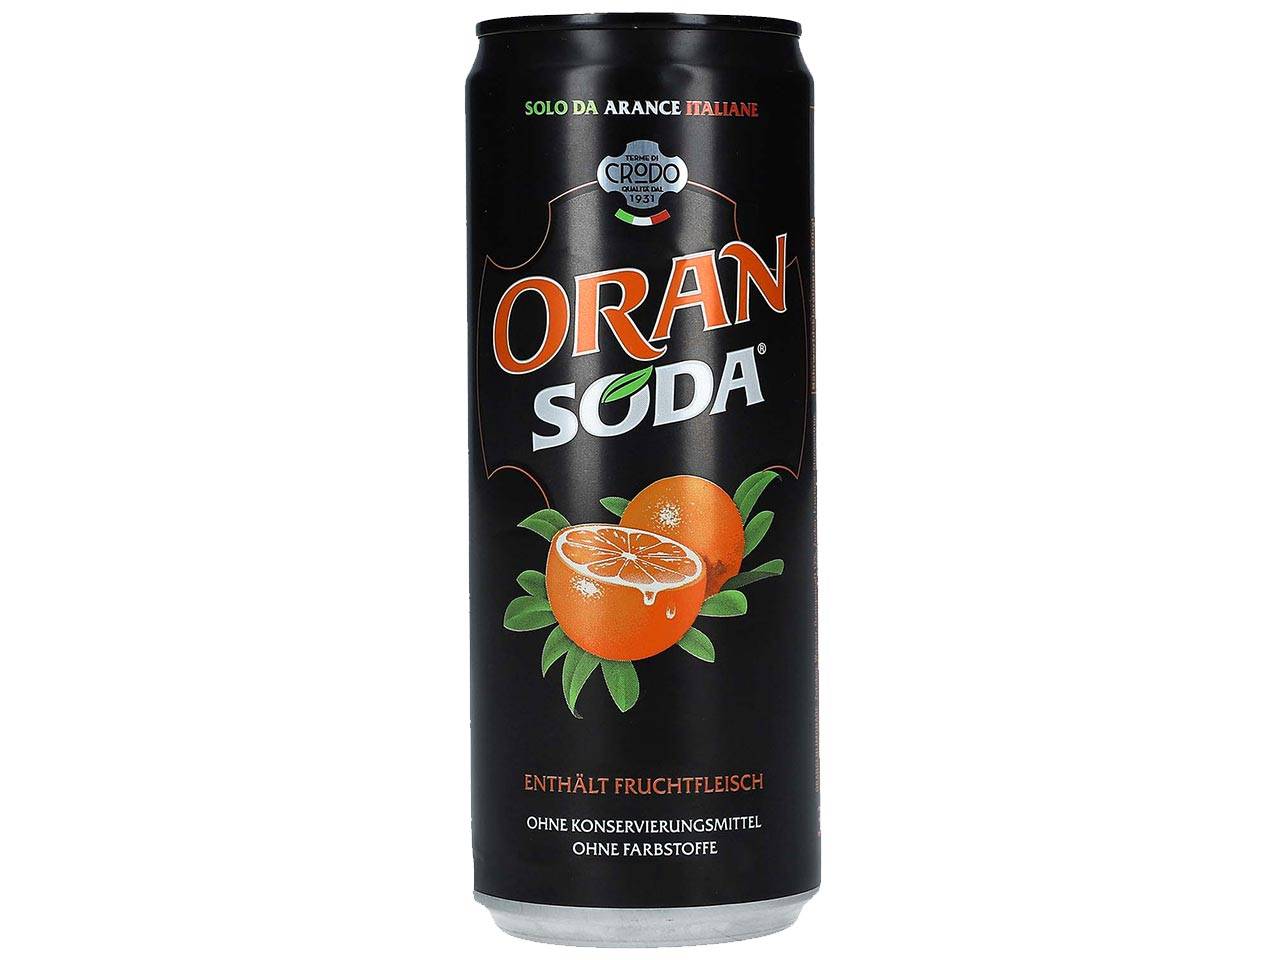 SOLO DA ARANCE ITALIANE
TERME DI
CRODO
QUALITÀ DAL
1931
ORAN
SODA®
ENTHÄLT FRUCHTFLEISCH
OHNE KONSERVIERUNGSMITTEL
OHNE FARBSTOFFE